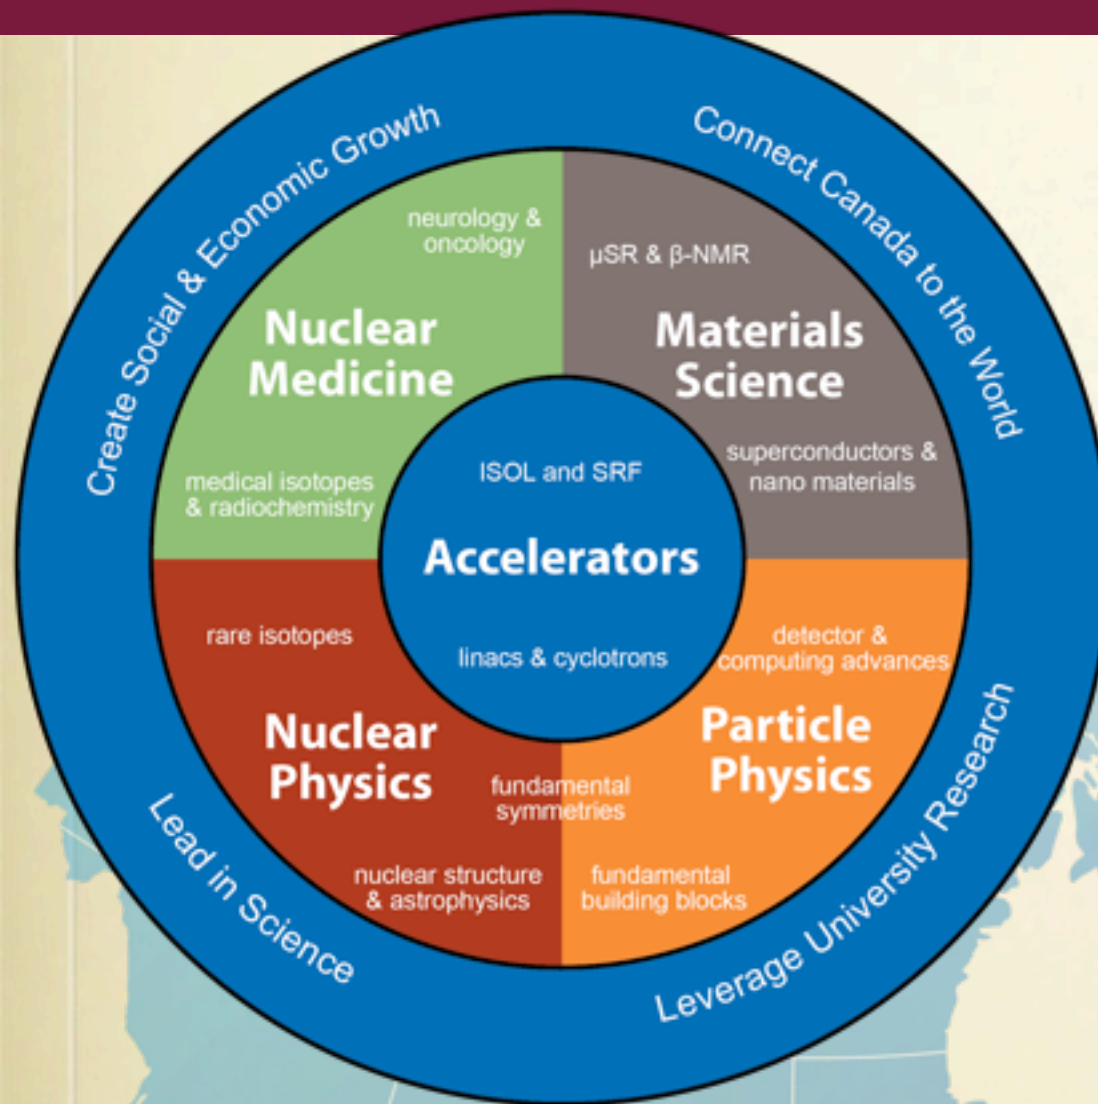 Create Social & Economic Growth
Connect Canada to the World
neurology &
oncology
Nuclear
Medicine
medical isotopes
& radiochemistry
µSR & β-NMR
Materials
Science
superconductors &
nano materials
ISOL and SRF
Accelerators
linacs & cyclotrons
rare isotopes
Nuclear
Physics
fundamental
symmetries
nuclear structure
& astrophysics
detector &
computing advances
Particle
Physics
fundamental
building blocks
Lead in Science
Leverage University Research